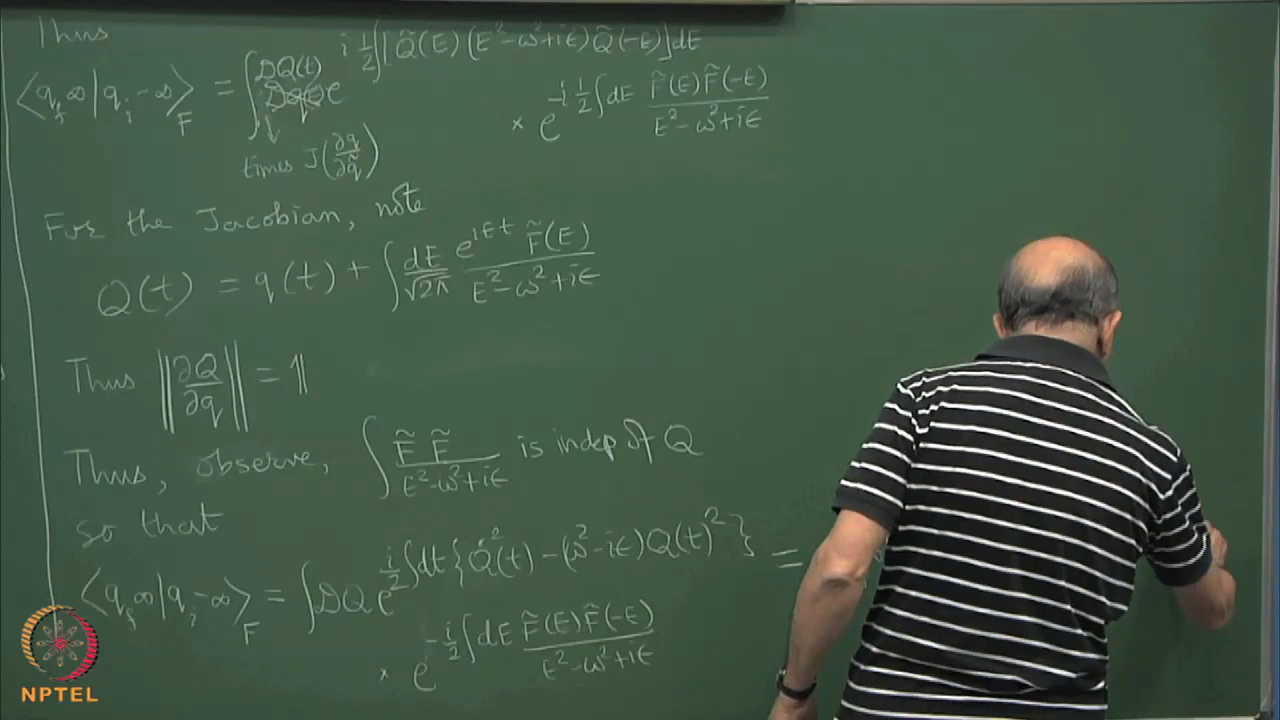 Thus
⟨q_f ∞ | q_i -∞⟩_F = ∫ DQ(t) e^{i ½ ∫[Q̃(E)(E²-ω²+iε)Q̃(-E)]dE}
× e^{-i ½ ∫dE F̃(E)F̃(-E) / E²-ω²+iε}
times J(∂q/∂q̃)
For the Jacobian, note
Q(t) = q(t) + ∫ dE/√2π e^{iEt} F̃(E) / E²-ω²+iε
Thus ||∂Q/∂q|| = 1
Thus, observe, ∫ F̃ F̃ / E²-ω²+iε is indep of Q
so that
⟨q_f ∞ | q_i -∞⟩_F = ∫ DQ e^{i/2 ∫dt{Q̇²(t) - (ω²-iε)Q(t)²}} =
× e^{-i/2 ∫dE F̃(E)F̃(-E) / E²-ω²+iε}
NPTEL